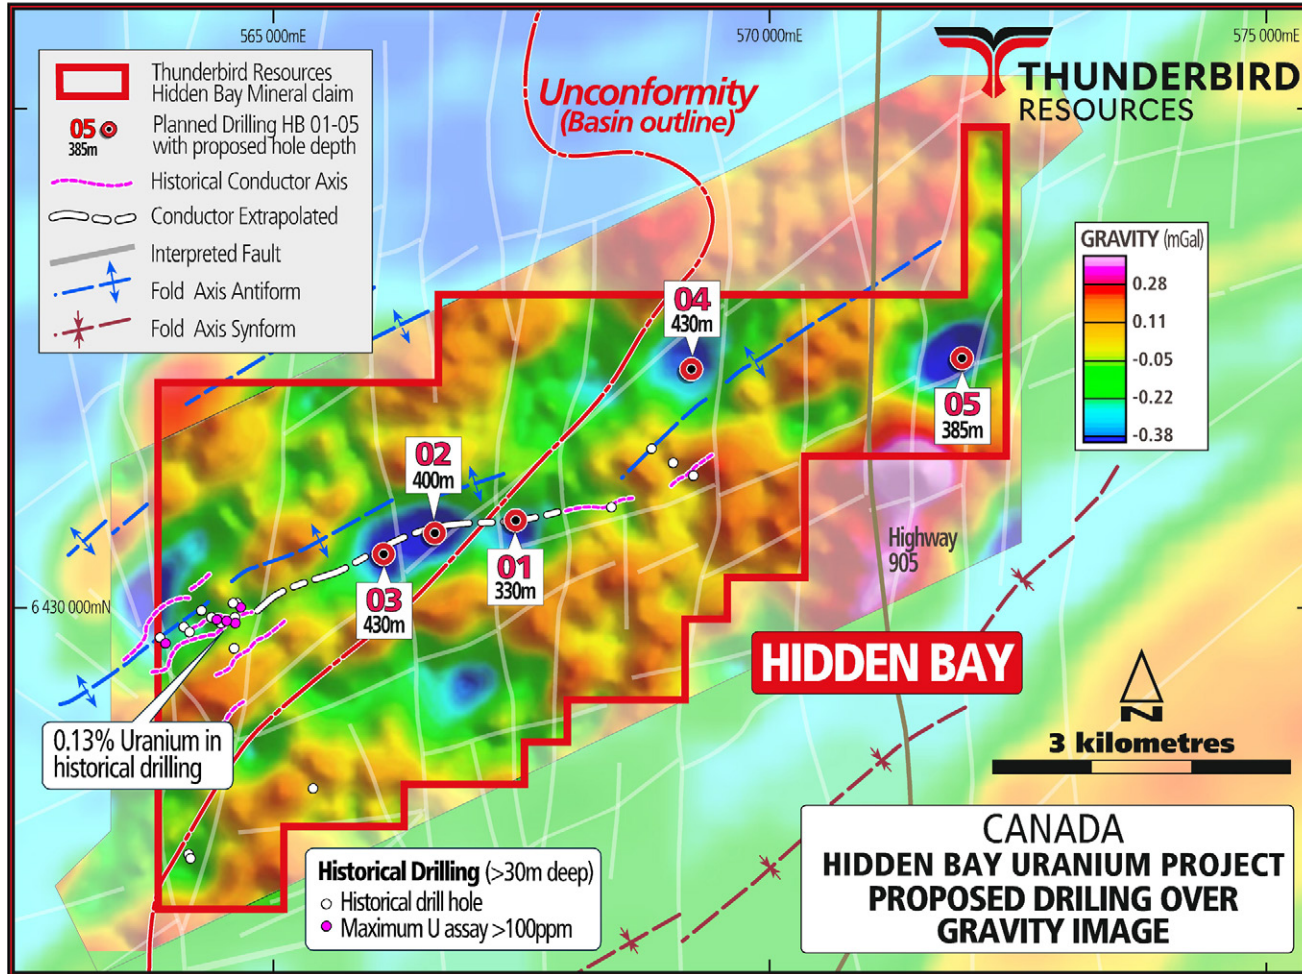 565 000mE
570 000mE
575 000mE
THUNDERBIRD
RESOURCES
Thunderbird Resources
Hidden Bay Mineral claim
05
385m
Planned Drilling HB 01-05
with proposed hole depth
Historical Conductor Axis
Conductor Extrapolated
Interpreted Fault
Fold Axis Antiform
Fold Axis Synform
Unconformity
(Basin outline)
GRAVITY (mGal)
0.28
0.11
-0.05
-0.22
-0.38
04
430m
05
385m
02
400m
01
330m
03
430m
Highway
905
6 430 000mN
HIDDEN BAY
0.13% Uranium in
historical drilling
N
3 kilometres
Historical Drilling (>30m deep)
Historical drill hole
Maximum U assay >100ppm
CANADA
HIDDEN BAY URANIUM PROJECT
PROPOSED DRILING OVER
GRAVITY IMAGE